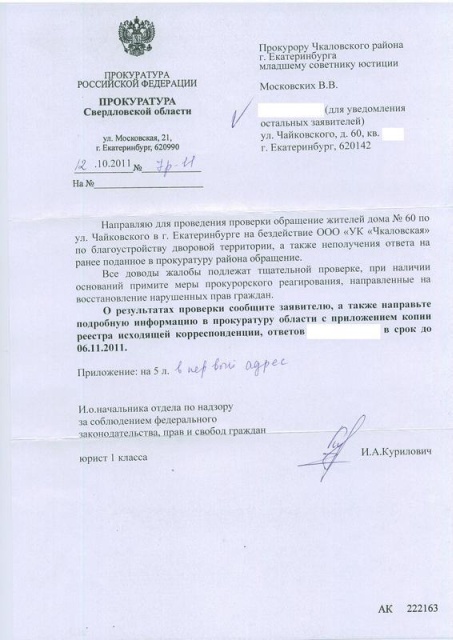 ПРОКУРАТУРА
РОССИЙСКОЙ ФЕДЕРАЦИИ
ПРОКУРАТУРА
Свердловской области
ул. Московская, 21,
г. Екатеринбург, 620990
12 .10.2011 № 7р-11
На №
Прокурору Чкаловского района
г. Екатеринбурга
младшему советнику юстиции
Московских В.В.
(для уведомления
остальных заявителей)
ул. Чайковского, д. 60, кв.
г. Екатеринбург, 620142
Направляю для проведения проверки обращение жителей дома № 60 по
ул. Чайковского в г. Екатеринбурге на бездействие ООО «УК «Чкаловская»
по благоустройству дворовой территории, а также неполучения ответа на
ранее поданное в прокуратуру района обращение.
Все доводы жалобы подлежат тщательной проверке, при наличии
оснований примите меры прокурорского реагирования, направленные на
восстановление нарушенных прав граждан.
О результатах проверки сообщите заявителю, а также направьте
подробную информацию в прокуратуру области с приложением копии
реестра исходящей корреспонденции, ответов в срок до
06.11.2011.
Приложение: на 5 л. в первый адрес
И.о.начальника отдела по надзору
за соблюдением федерального
законодательства, прав и свобод граждан
юрист 1 класса
И.А.Курилович
АК 222163